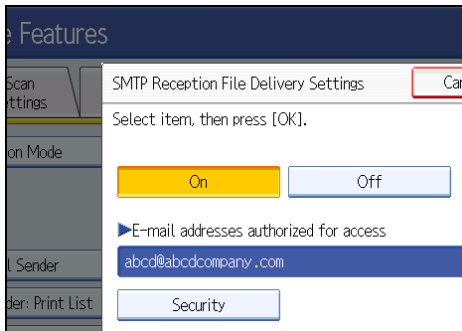 e Features
Scan
ttings
SMTP Reception File Delivery Settings
Can
Select item, then press [OK].
on Mode
On
Off
►E-mail addresses authorized for access
abcd@abcdcompany.com
l Sender
Security
der: Print List